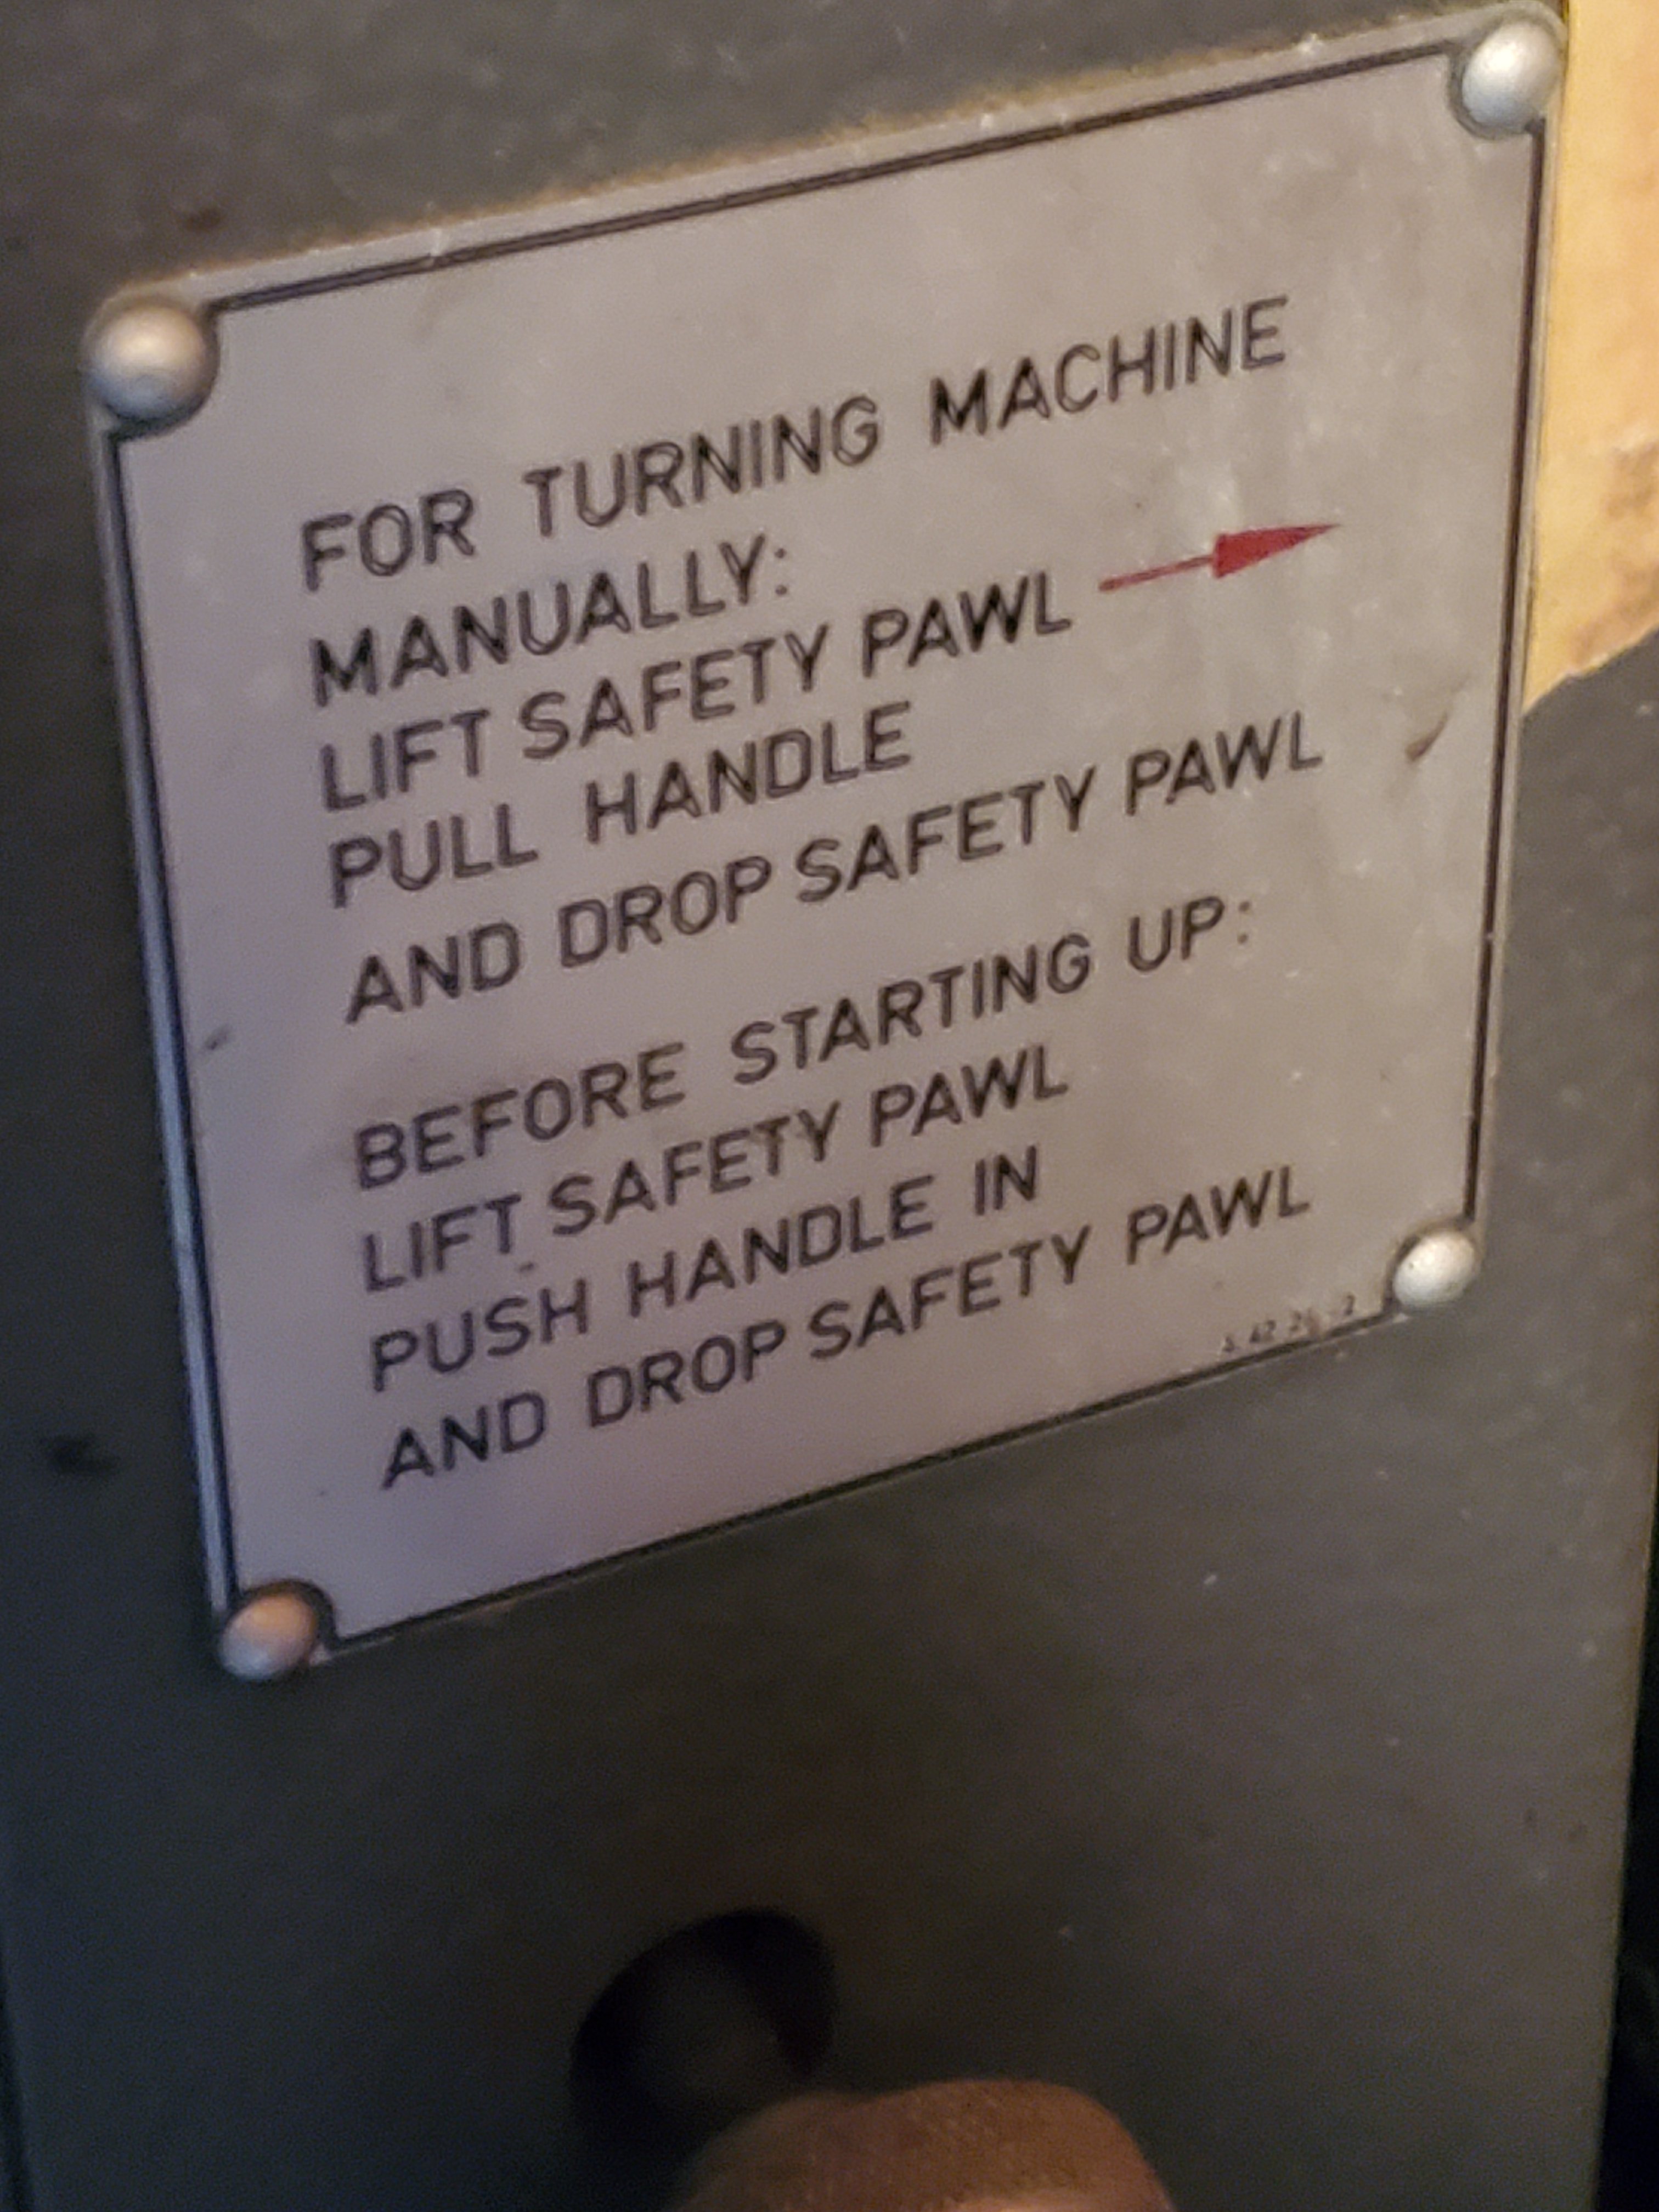 FOR TURNING MACHINE
MANUALLY:
LIFT SAFETY PAWL
PULL HANDLE
AND DROP SAFETY PAWL
BEFORE STARTING UP:
LIFT SAFETY PAWL
PUSH HANDLE IN
AND DROP SAFETY PAWL